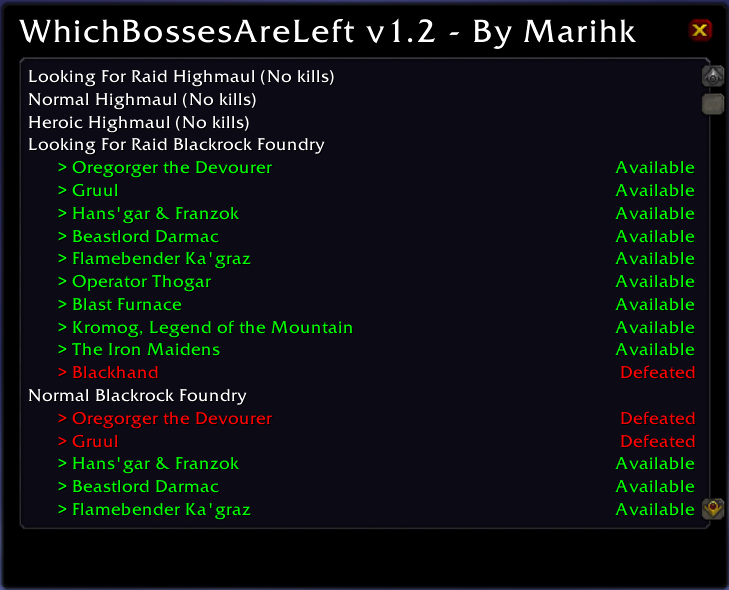 WhichBossesAreLeft v1.2 - By Marihk
Looking For Raid Highmaul (No kills)
Normal Highmaul (No kills)
Heroic Highmaul (No kills)
Looking For Raid Blackrock Foundry
> Oregorger the Devourer Available
> Gruul Available
> Hans'gar & Franzok Available
> Beastlord Darmac Available
> Flamebender Ka'graz Available
> Operator Thogar Available
> Blast Furnace Available
> Kromog, Legend of the Mountain Available
> The Iron Maidens Available
> Blackhand Defeated
Normal Blackrock Foundry
> Oregorger the Devourer Defeated
> Gruul Defeated
> Hans'gar & Franzok Available
> Beastlord Darmac Available
> Flamebender Ka'graz Available